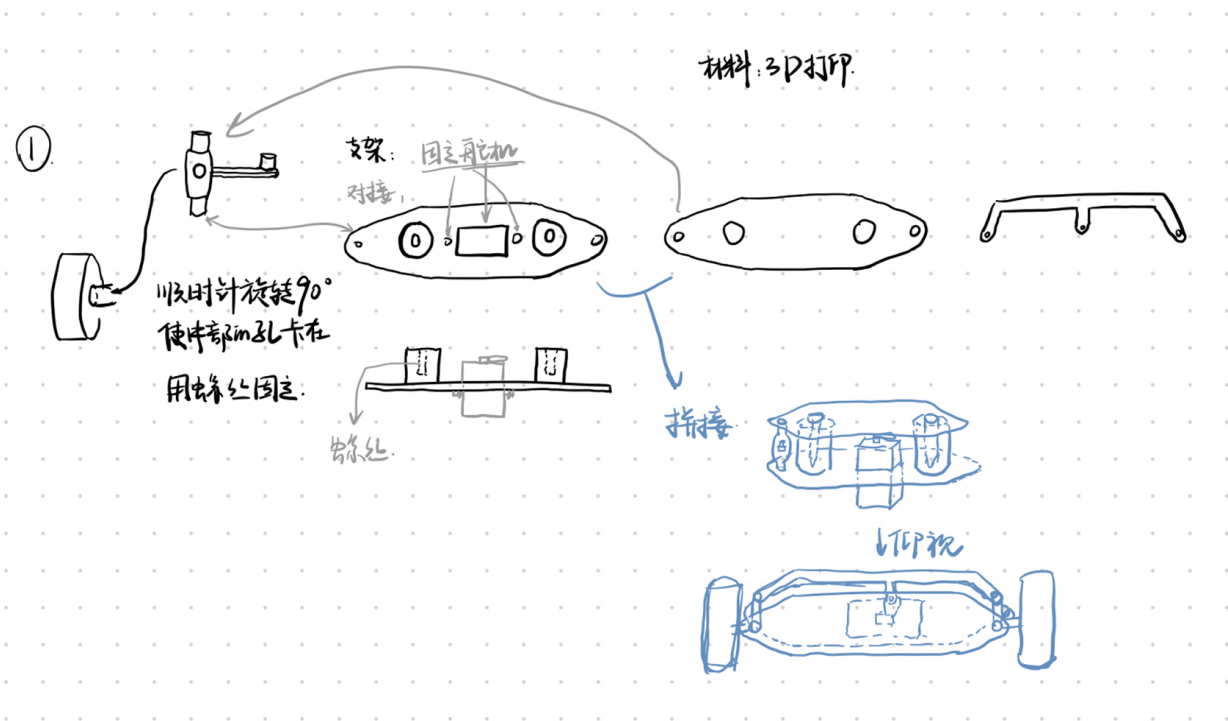 材料：3D打印.
①
支架：固定舵机
对接,
顺时针旋转90°
使中部的孔卡在
用螺丝固定.
螺丝.
拼接.
↓仰视